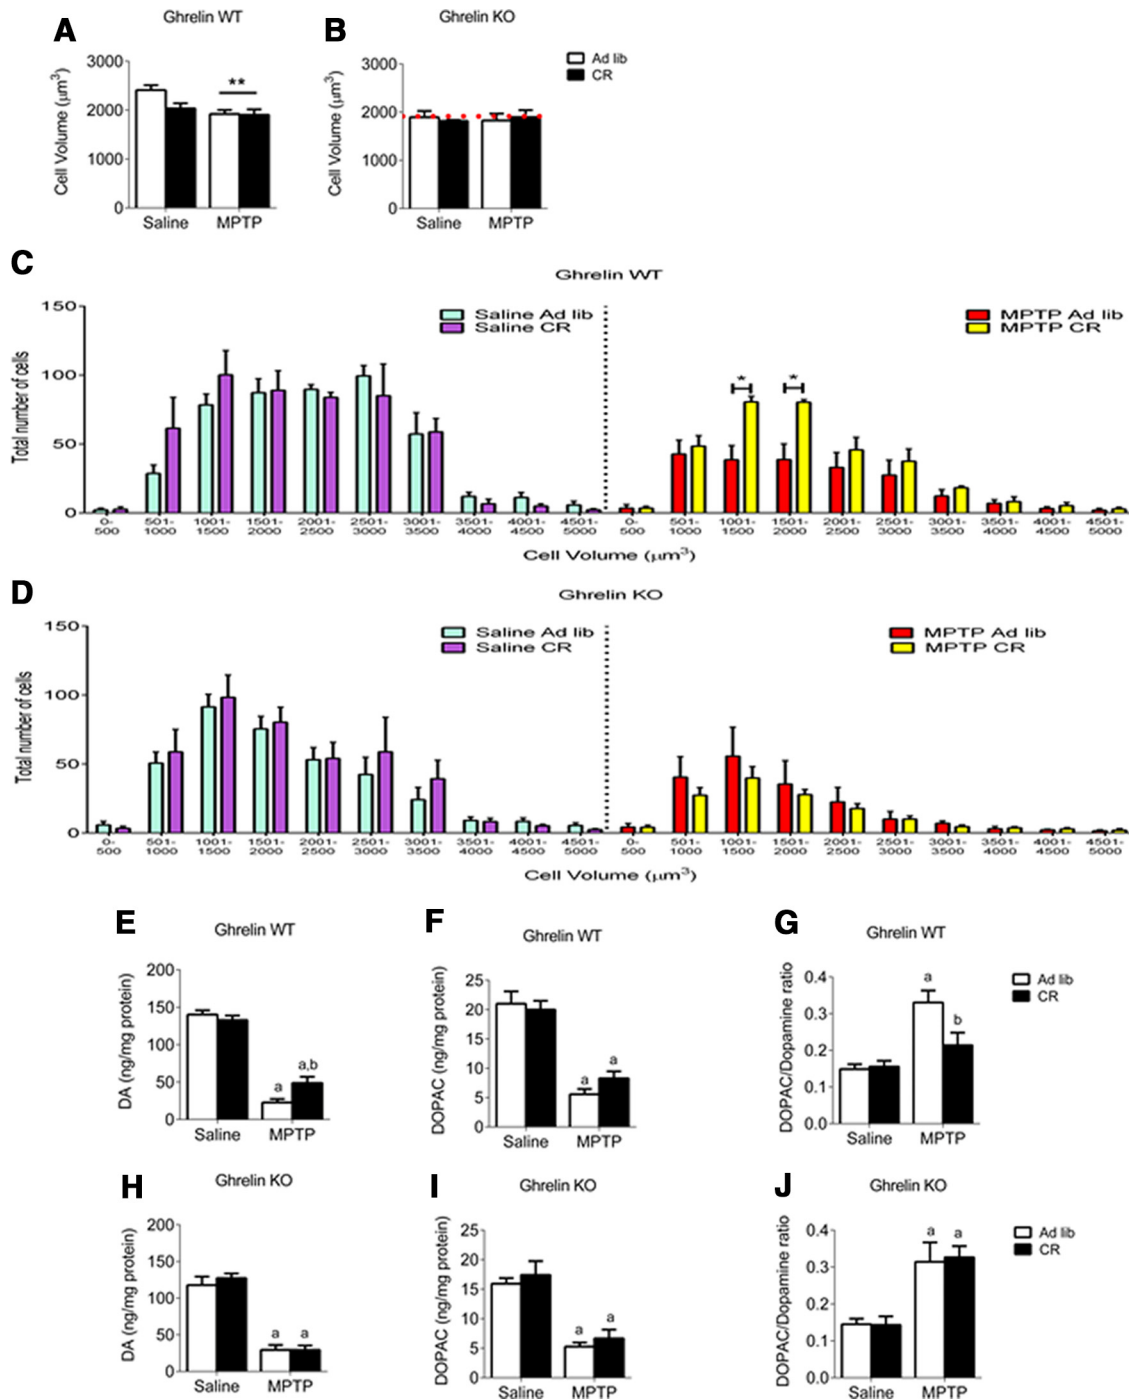 A
Ghrelin WT
Cell Volume (μm³)
3000
2000
1000
0
**
Saline
MPTP
B
Ghrelin KO
Cell Volume (μm³)
3000
2000
1000
0
Saline
MPTP
Ad lib
CR
C
Ghrelin WT
Total number of cells
150
100
50
0
Saline Ad lib
Saline CR
MPTP Ad lib
MPTP CR
*
*
0- 501- 1001- 1501- 2001- 2501- 3001- 3501- 4001- 4501- 0- 501- 1001- 1501- 2001- 2501- 3001- 3501- 4001- 4501-
500 1000 1500 2000 2500 3000 3500 4000 4500 5000 500 1000 1500 2000 2500 3000 3500 4000 4500 5000
Cell Volume (μm³)
D
Ghrelin KO
Total number of cells
150
100
50
0
Saline Ad lib
Saline CR
MPTP Ad lib
MPTP CR
0- 501- 1001- 1501- 2001- 2501- 3001- 3501- 4001- 4501- 0- 501- 1001- 1501- 2001- 2501- 3001- 3501- 4001- 4501-
500 1000 1500 2000 2500 3000 3500 4000 4500 5000 500 1000 1500 2000 2500 3000 3500 4000 4500 5000
Cell Volume (μm³)
E
Ghrelin WT
DA (ng/mg protein)
200
150
100
50
0
a
a,b
Saline
MPTP
F
Ghrelin WT
DOPAC (ng/mg protein)
25
20
15
10
5
0
a
a
Saline
MPTP
G
Ghrelin WT
DOPAC/Dopamine ratio
0.4
0.3
0.2
0.1
0.0
a
b
Saline
MPTP
Ad lib
CR
H
Ghrelin KO
DA (ng/mg protein)
200
150
100
50
0
a
a
Saline
MPTP
I
Ghrelin KO
DOPAC (ng/mg protein)
25
20
15
10
5
0
a
a
Saline
MPTP
J
Ghrelin KO
DOPAC/Dopamine ratio
0.4
0.3
0.2
0.1
0.0
a
a
Saline
MPTP
Ad lib
CR